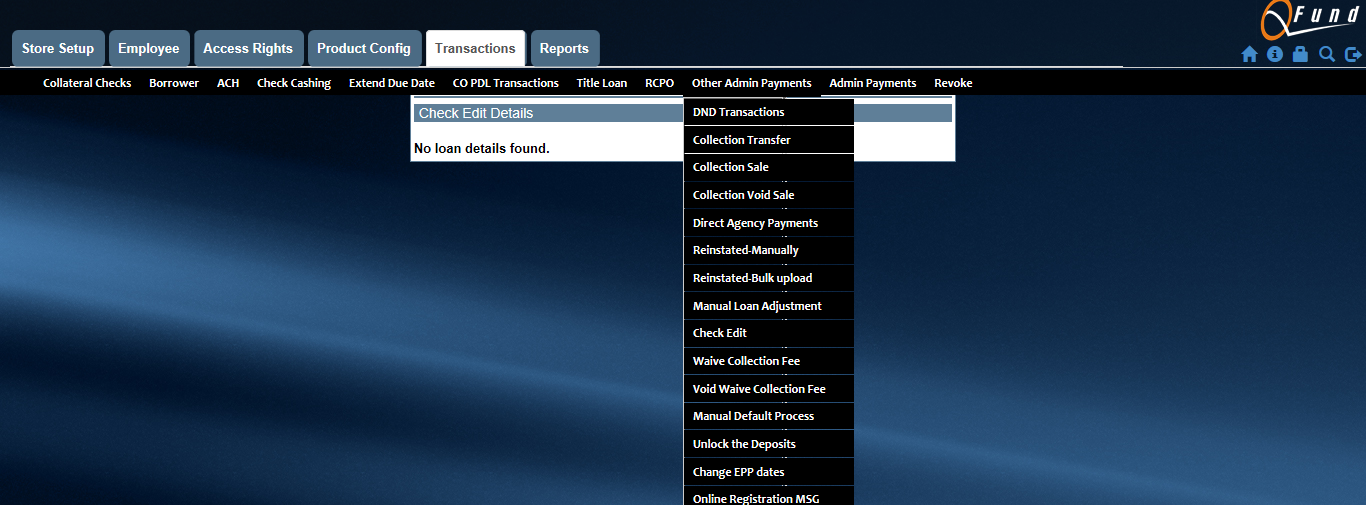 Fund
Store Setup Employee Access Rights Product Config Transactions Reports
Collateral Checks Borrower ACH Check Cashing Extend Due Date CO PDL Transactions Title Loan RCPO Other Admin Payments Admin Payments Revoke
Check Edit Details
No loan details found.
DND Transactions
Collection Transfer
Collection Sale
Collection Void Sale
Direct Agency Payments
Reinstated-Manually
Reinstated-Bulk upload
Manual Loan Adjustment
Check Edit
Waive Collection Fee
Void Waive Collection Fee
Manual Default Process
Unlock the Deposits
Change EPP dates
Online Registration MSG